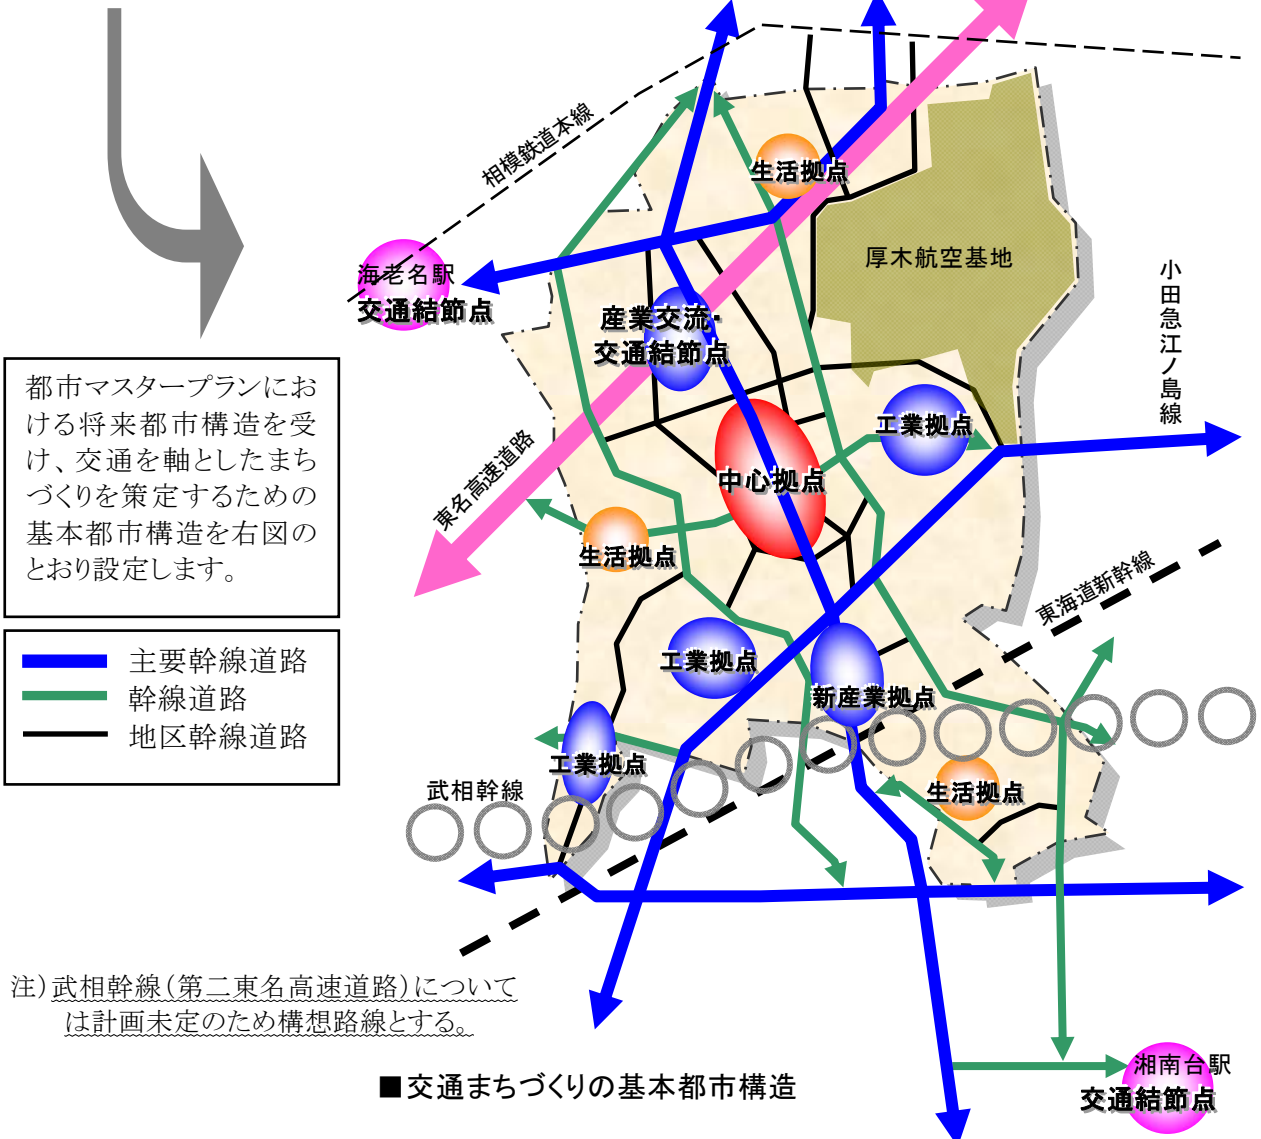 相模鉄道本線
生活拠点
厚木航空基地
海老名駅
交通結節点
小田急江ノ島線
産業交流・
交通結節点
都市マスタープランにお
ける将来都市構造を受
け、交通を軸としたまち
づくりを策定するための
基本都市構造を右図の
とおり設定します。
工業拠点
東名高速道路
中心拠点
生活拠点
東海道新幹線
主要幹線道路
幹線道路
地区幹線道路
工業拠点
新産業拠点
工業拠点
武相幹線
生活拠点
注）武相幹線（第二東名高速道路）について
は計画未定のため構想路線とする。
湘南台駅
交通結節点
■交通まちづくりの基本都市構造